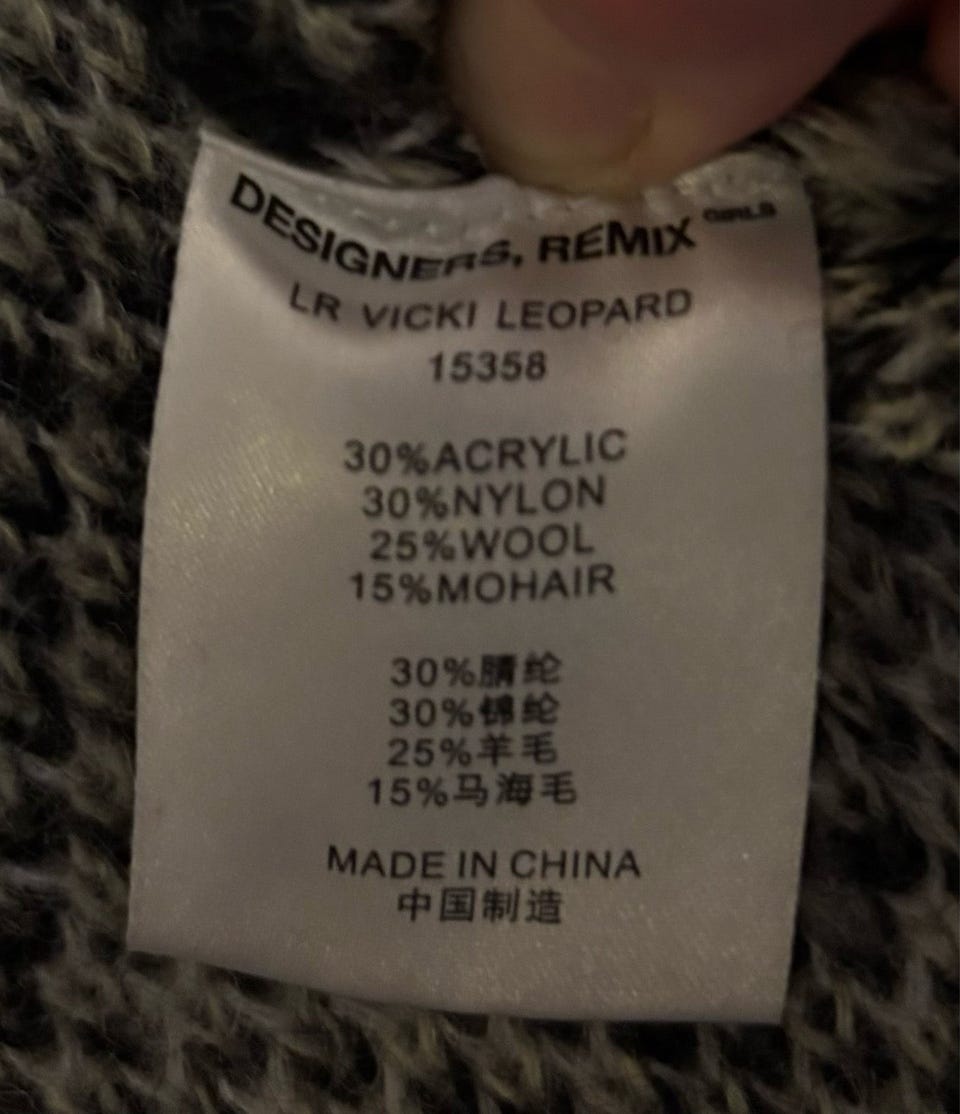 DESIGNERS, REMIX GIRLS
LR VICKI LEOPARD
15358
30%ACRYLIC
30%NYLON
25%WOOL
15%MOHAIR
30%腈纶
30%锦纶
25%羊毛
15%马海毛
MADE IN CHINA
中国制造